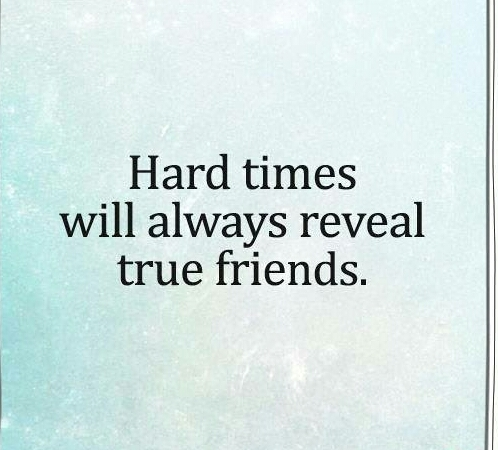 Hard times
will always reveal
true friends.